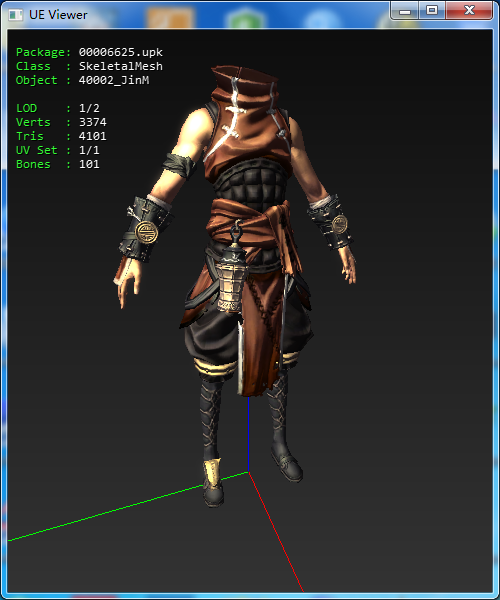 UE Viewer
Package: 00006625.upk
Class : SkeletalMesh
Object : 40002_JinM
LOD : 1/2
Verts : 3374
Tris : 4101
UV Set : 1/1
Bones : 101